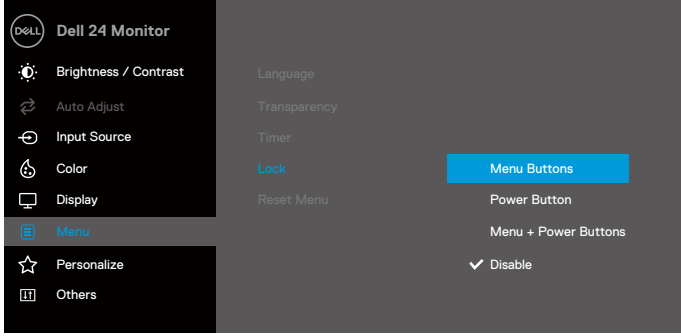 DELL Dell 24 Monitor
Brightness / Contrast
Auto Adjust
Input Source
Color
Display
Menu
Personalize
Others
Language
Transparency
Timer
Lock
Reset Menu
Menu Buttons
Power Button
Menu + Power Buttons
Disable